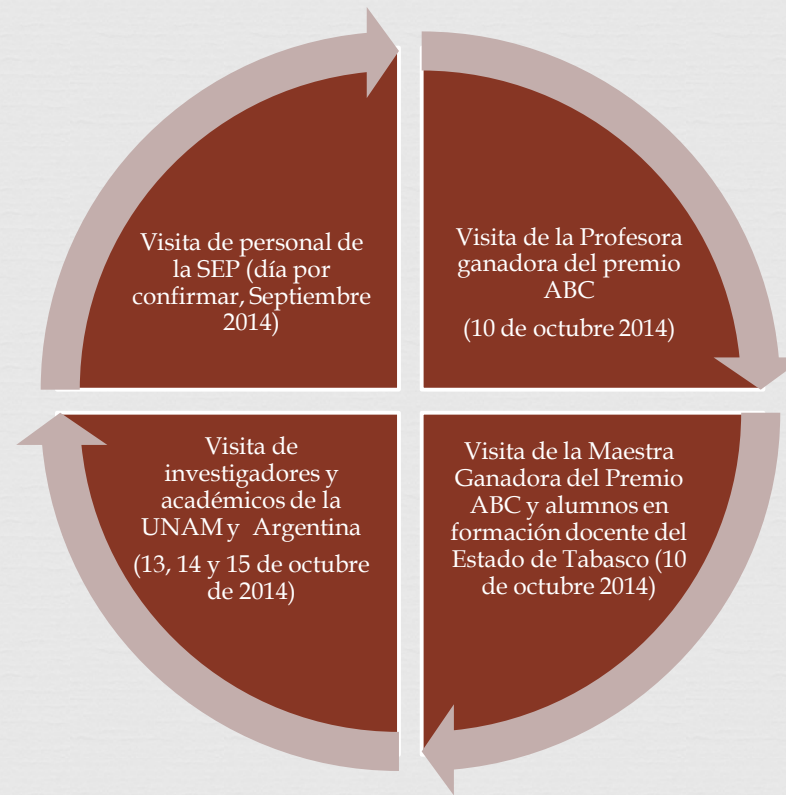 Visita de personal de
la SEP (día por
confirmar, Septiembre
2014)
Visita de la Profesora
ganadora del premio
ABC
(10 de octubre 2014)
Visita de
investigadores y
académicos de la
UNAM y  Argentina
(13, 14 y 15 de octubre
de 2014)
Visita de la Maestra
Ganadora del Premio
ABC y alumnos en
formación docente del
Estado de Tabasco (10
de octubre 2014)